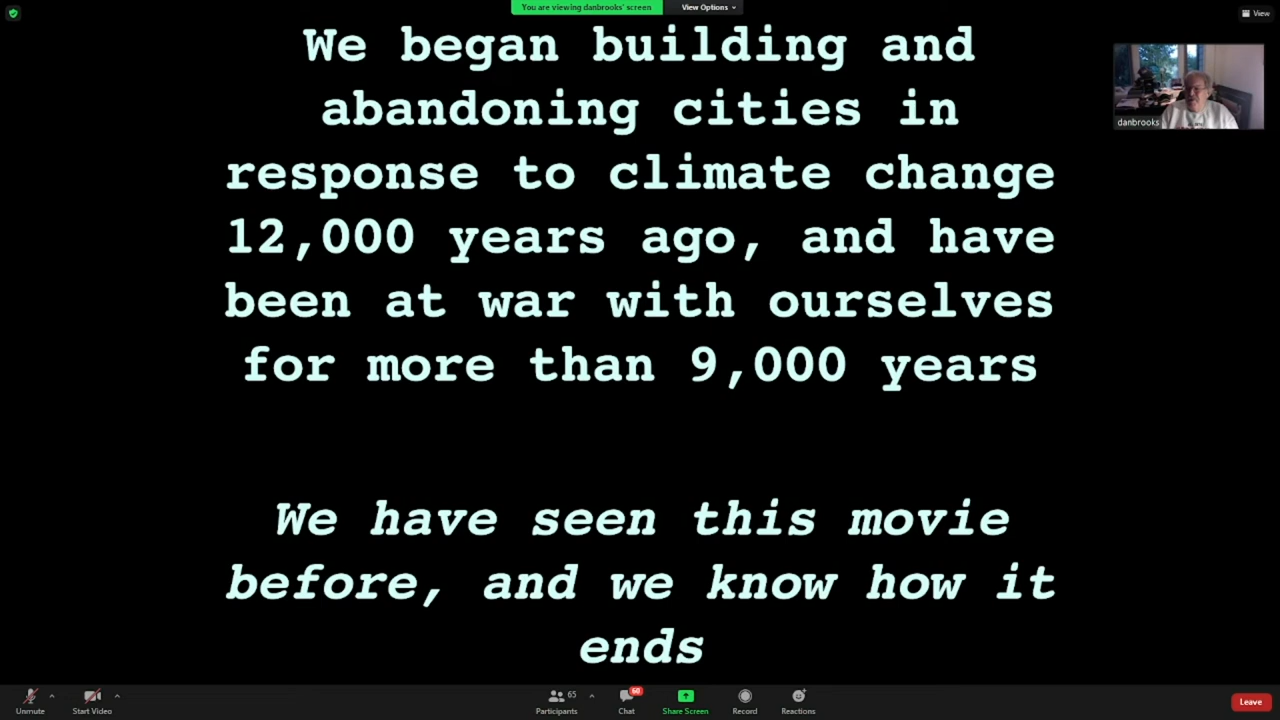 You are viewing danbrooks' screen
View Options
View
We began building and
abandoning cities in
response to climate change
12,000 years ago, and have
been at war with ourselves
for more than 9,000 years
We have seen this movie
before, and we know how it
ends
danbrooks
Unmute
Start Video
65
Participants
60
Chat
Share Screen
Record
Reactions
Leave